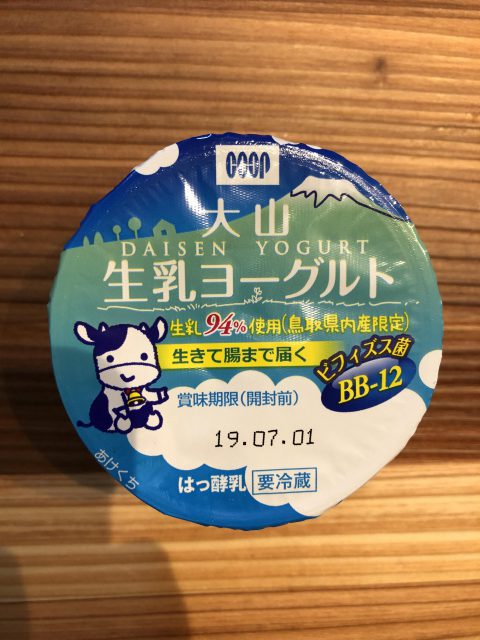 coop
大山
DAISEN YOGURT
生乳ヨーグルト
生乳94%使用(鳥取県内産限定)
生きて腸まで届く
ビフィズス菌
BB-12
賞味期限(開封前)
19.07.01
はっ酵乳 要冷蔵
あけくち